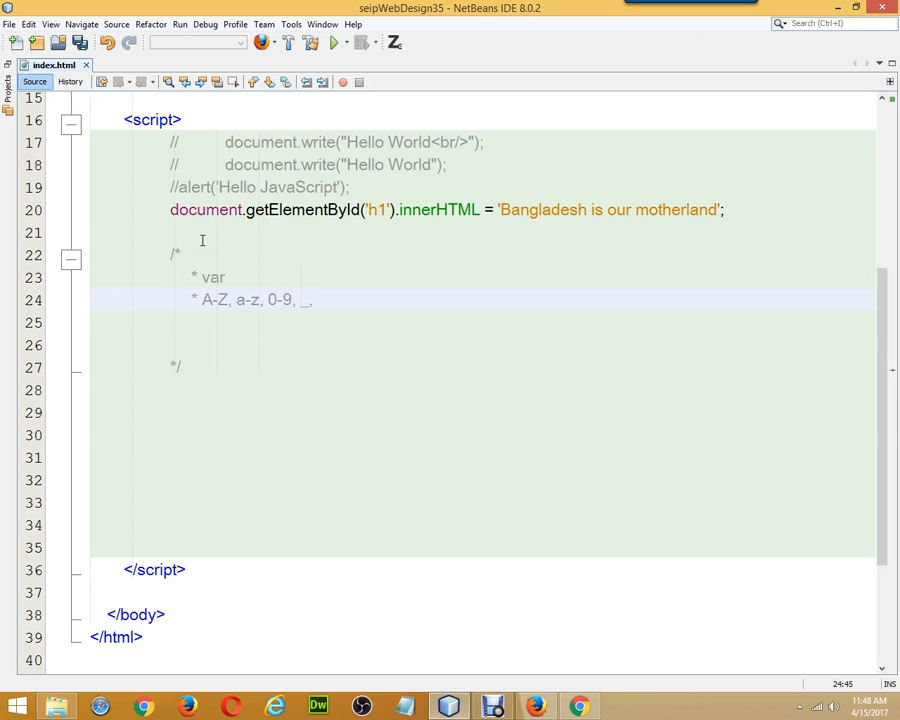 seipWebDesign35 - NetBeans IDE 8.0.2
File Edit View Navigate Source Refactor Run Debug Profile Team Tools Window Help
Search (Ctrl+I)
index.html
Source History
Projects
15
16 <script>
17 // document.write("Hello World<br/>");
18 // document.write("Hello World");
19 //alert('Hello JavaScript');
20 document.getElementById('h1').innerHTML = 'Bangladesh is our motherland';
21
22 /*
23 * var
24 * A-Z, a-z, 0-9, _,
25
26
27 */
28
29
30
31
32
33
34
35
36 </script>
37
38 </body>
39 </html>
40
24:45 INS
Dw
11:48 AM
4/15/2017